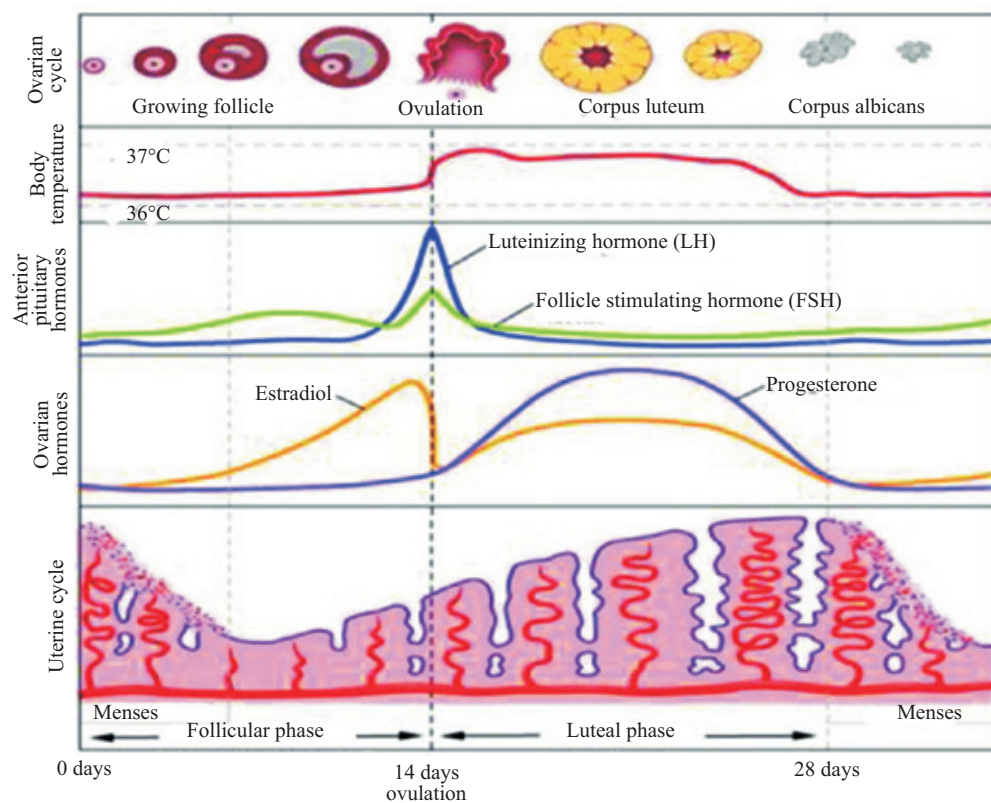 Ovarian
cycle
Growing follicle
Ovulation
Corpus luteum
Corpus albicans
Body
temperature
37°C
36°C
Anterior
pituitary
hormones
Luteinizing hormone (LH)
Follicle stimulating hormone (FSH)
Ovarian
hormones
Estradiol
Progesterone
Uterine cycle
Menses
Menses
Follicular phase
Luteal phase
0 days
14 days
ovulation
28 days